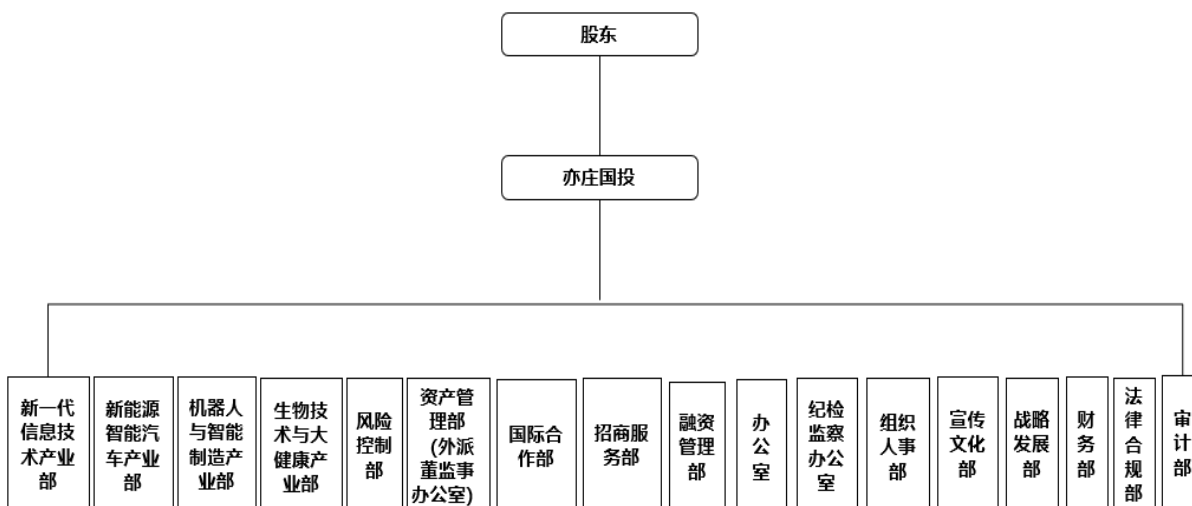 股东
亦庄国投
新一代
信息技
术产业
部
新能源
智能汽
车产业
部
机器人
与智能
制造产
业部
生物技
术与大
健康产
业部
风险
控制
部
资产管
理部
（外派
董监事
办公室）
国际合
作部
招商服
务部
融资
管理
部
办
公
室
纪检
监察
办公
室
组织
人事
部
宣传
文化
部
战略
发展
部
财
务
部
法
律
合
规
部
审
计
部